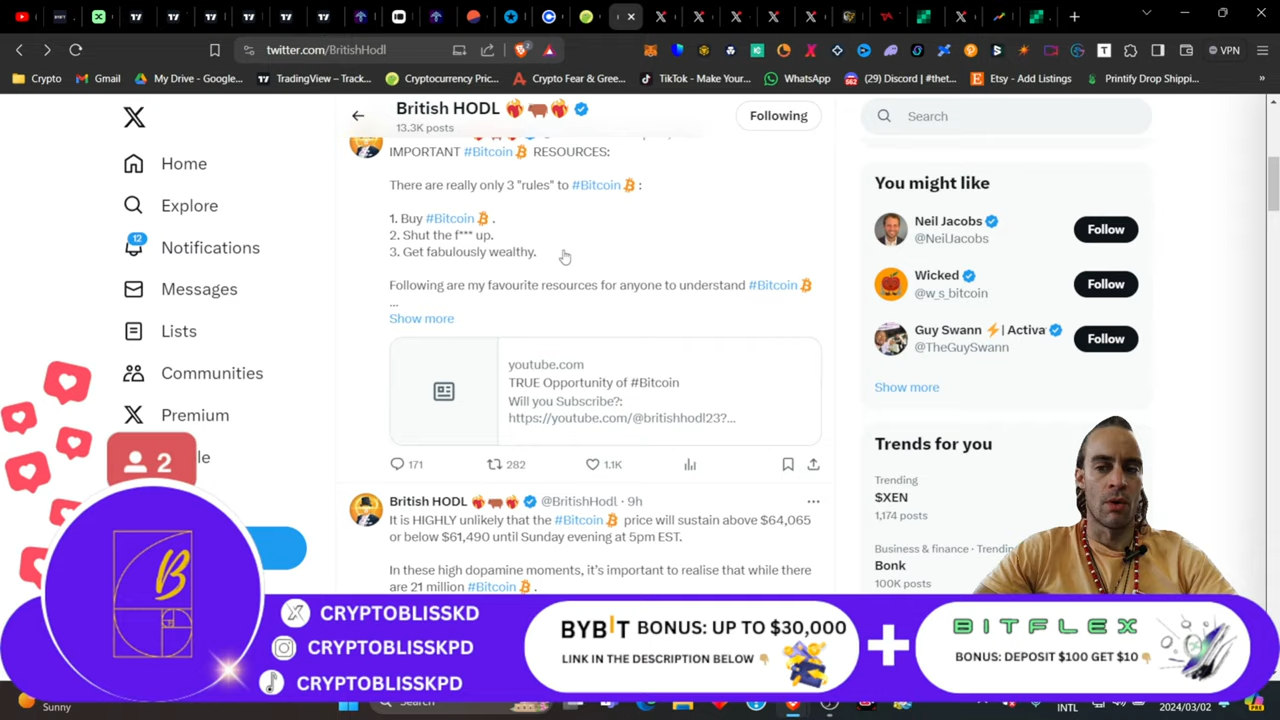 twitter.com/BritishHodl
VPN
Crypto
Gmail
My Drive - Google...
TradingView – Track...
Cryptocurrency Pric...
Crypto Fear & Gree...
TikTok - Make Your...
WhatsApp
(29) Discord | #thet...
Etsy - Add Listings
Printify Drop Shippi...
»
British HODL
13.3K posts
Following
Search
Home
Explore
12
Notifications
Messages
Lists
Communities
Premium
IMPORTANT #Bitcoin RESOURCES:
There are really only 3 "rules" to #Bitcoin :
1. Buy #Bitcoin .
2. Shut the f*** up.
3. Get fabulously wealthy.
Following are my favourite resources for anyone to understand #Bitcoin
...
Show more
youtube.com
TRUE Opportunity of #Bitcoin
Will you Subscribe?:
https://youtube.com/@britishhodl23?...
171
282
1.1K
British HODL @BritishHodl · 9h
It is HIGHLY unlikely that the #Bitcoin price will sustain above $64,065
or below $61,490 until Sunday evening at 5pm EST.
In these high dopamine moments, it's important to realise that while there
are 21 million #Bitcoin .
You might like
Neil Jacobs
@NeilJacobs
Follow
Wicked
@w_s_bitcoin
Follow
Guy Swann ⚡| Activa
@TheGuySwann
Follow
Show more
Trends for you
Trending
$XEN
1,174 posts
Business & finance · Trending
Bonk
100K posts
2
B
CRYPTOBLISSKD
CRYPTOBLISSKPD
CRYPTOBLISSKPD
BYBIT BONUS: UP TO $30,000
LINK IN THE DESCRIPTION BELOW
+
BITFLEX
BONUS: DEPOSIT $100 GET $10
Sunny
Search
INTL
2024/03/02